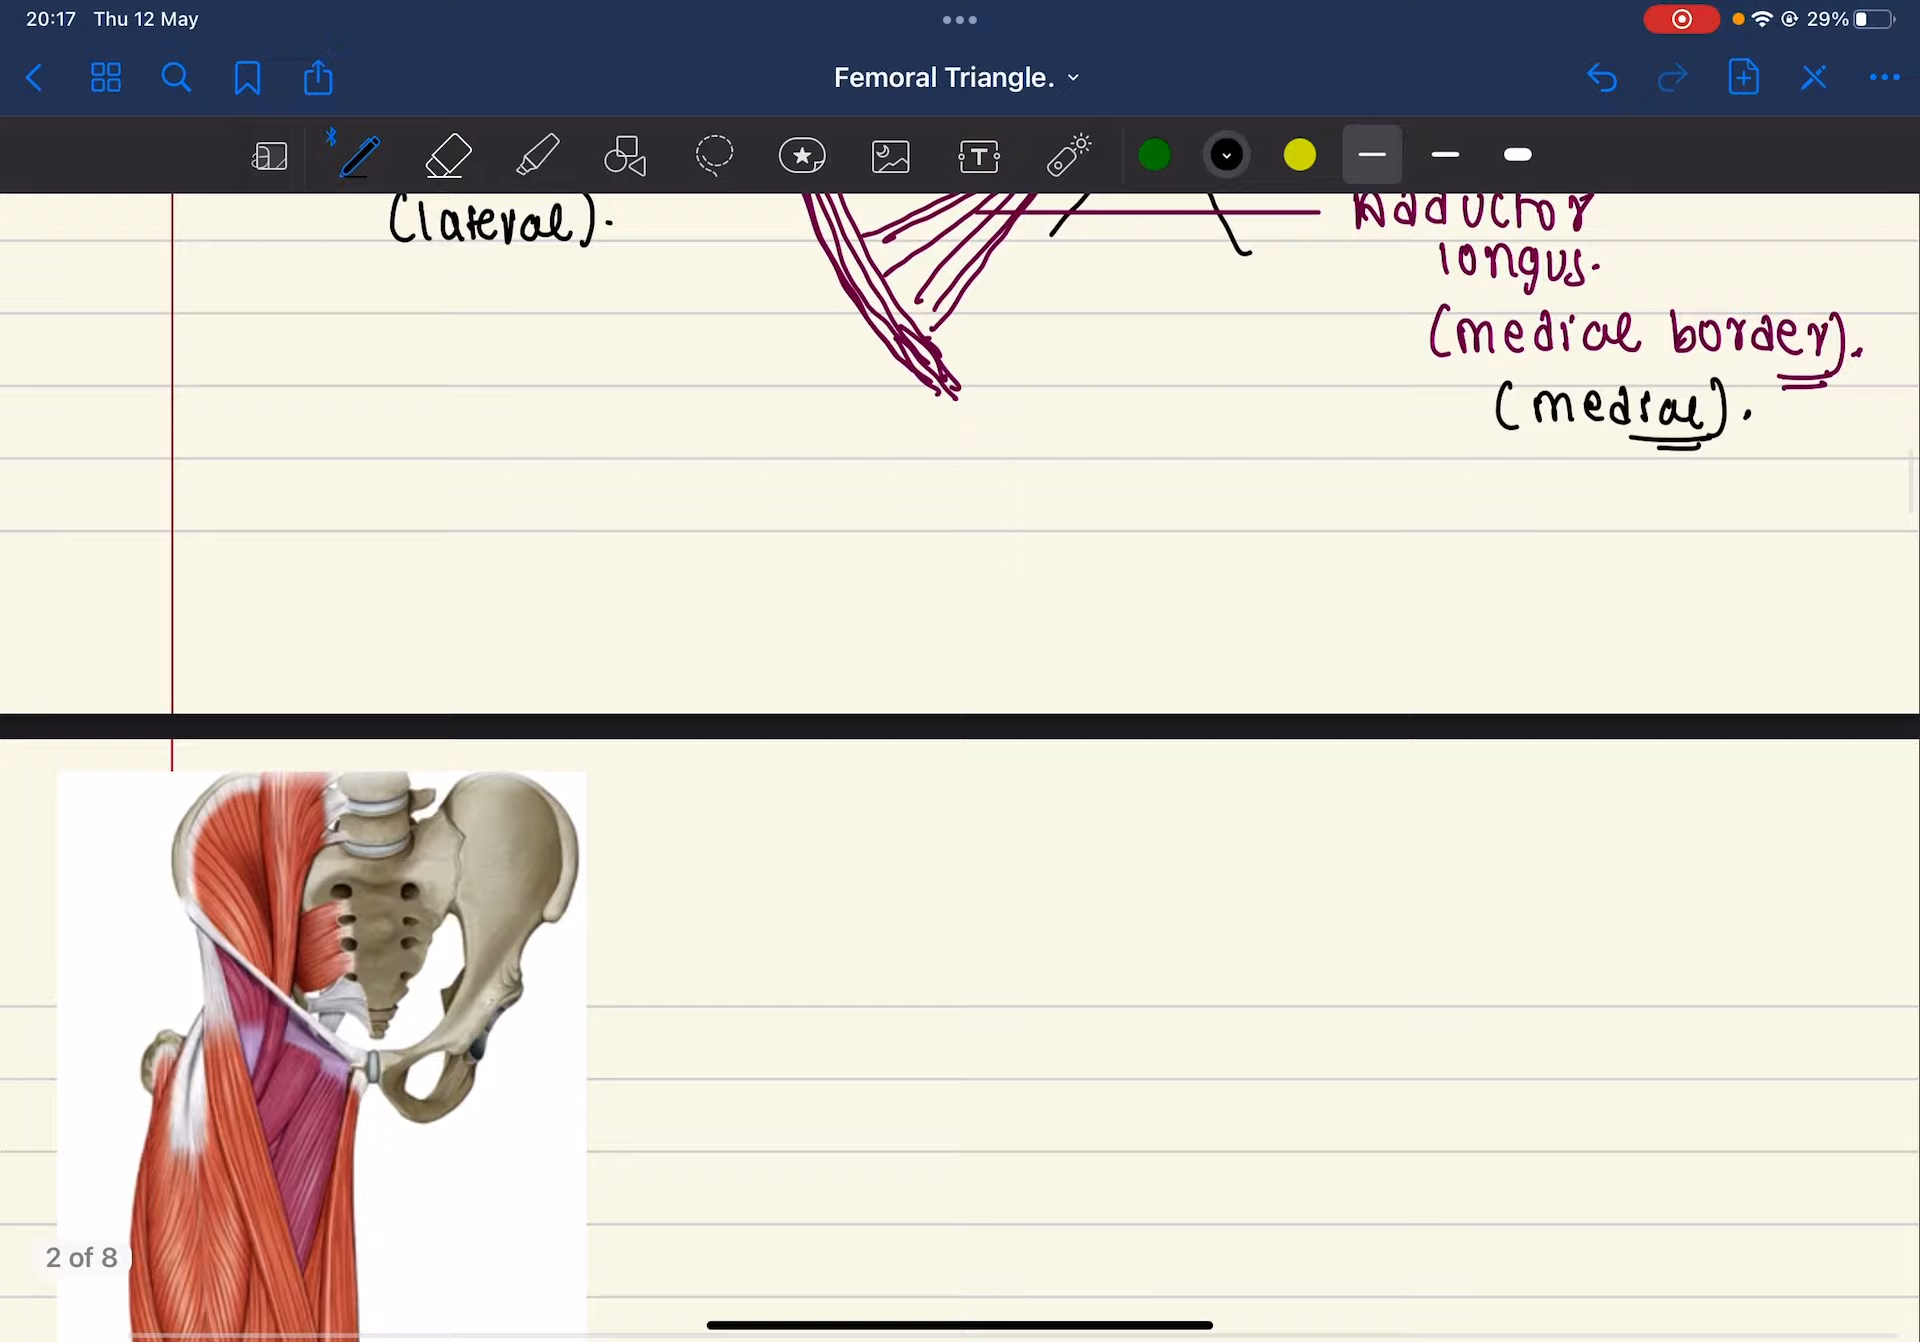 20:17 Thu 12 May
29%
Femoral Triangle.
T
(lateral).
Adductor
longus.
(medial border).
(medial).
2 of 8